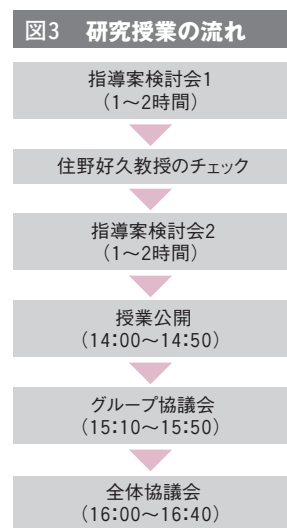 図3 研究授業の流れ
指導案検討会1
（1～2時間）
住野好久教授のチェック
指導案検討会2
（1～2時間）
授業公開
（14:00～14:50）
グループ協議会
（15:10～15:50）
全体協議会
（16:00～16:40）